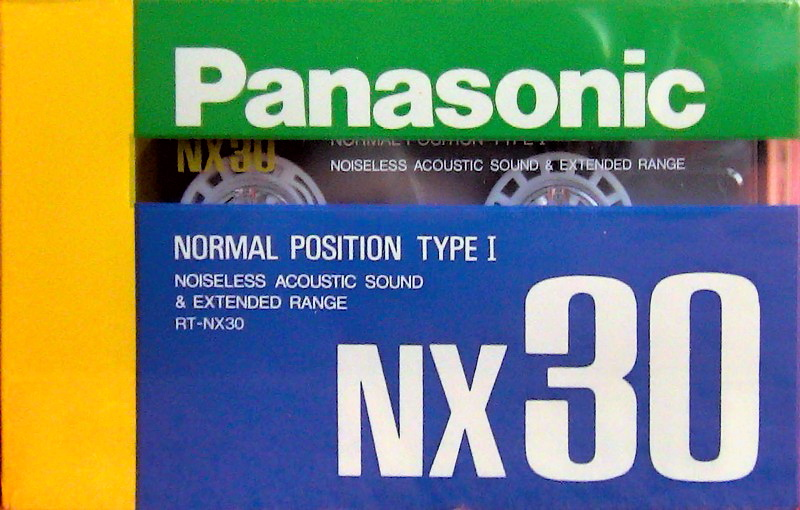 Panasonic
NX30
NORMAL POSITION TYPE I
NOISELESS ACOUSTIC SOUND & EXTENDED RANGE
NORMAL POSITION TYPE I
NOISELESS ACOUSTIC SOUND
& EXTENDED RANGE
RT-NX30
NX30